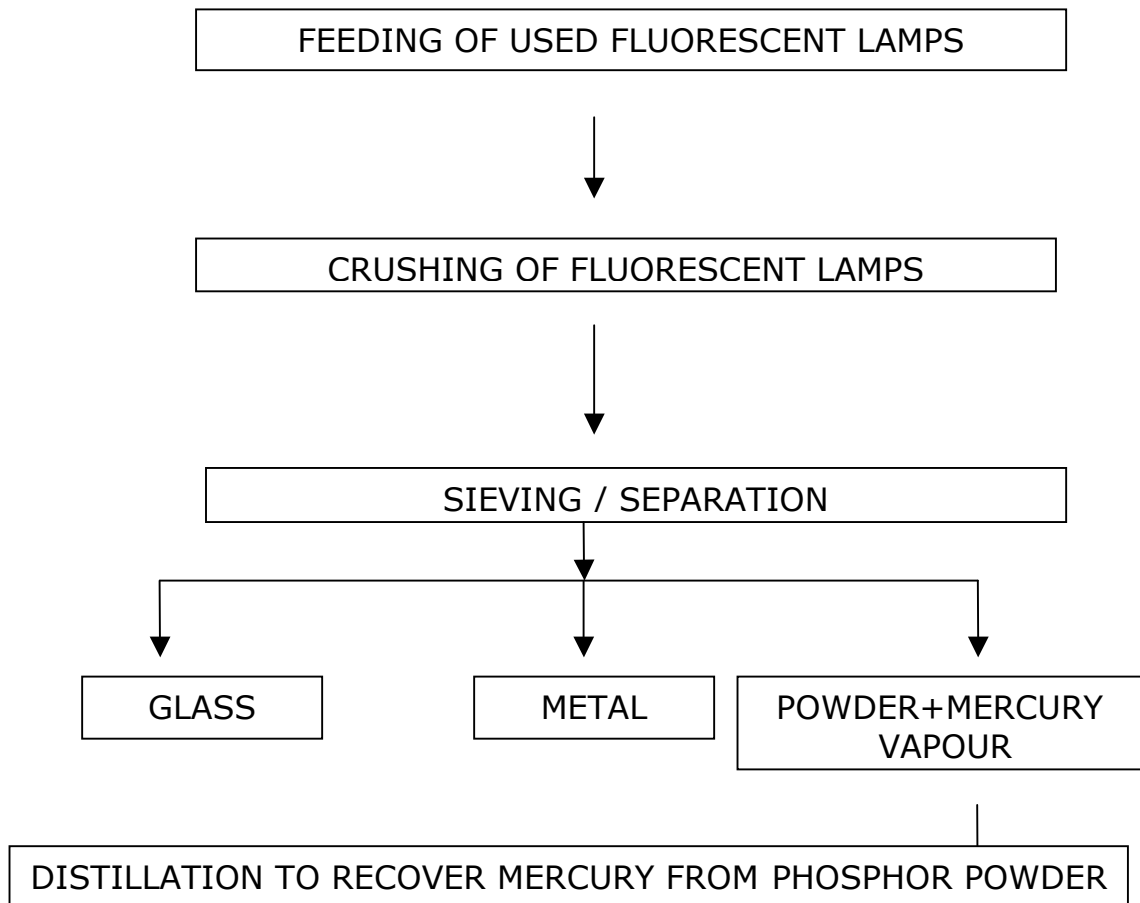 FEEDING OF USED FLUORESCENT LAMPS
CRUSHING OF FLUORESCENT LAMPS
SIEVING / SEPARATION
GLASS
METAL
POWDER+MERCURY
VAPOUR
DISTILLATION TO RECOVER MERCURY FROM PHOSPHOR POWDER